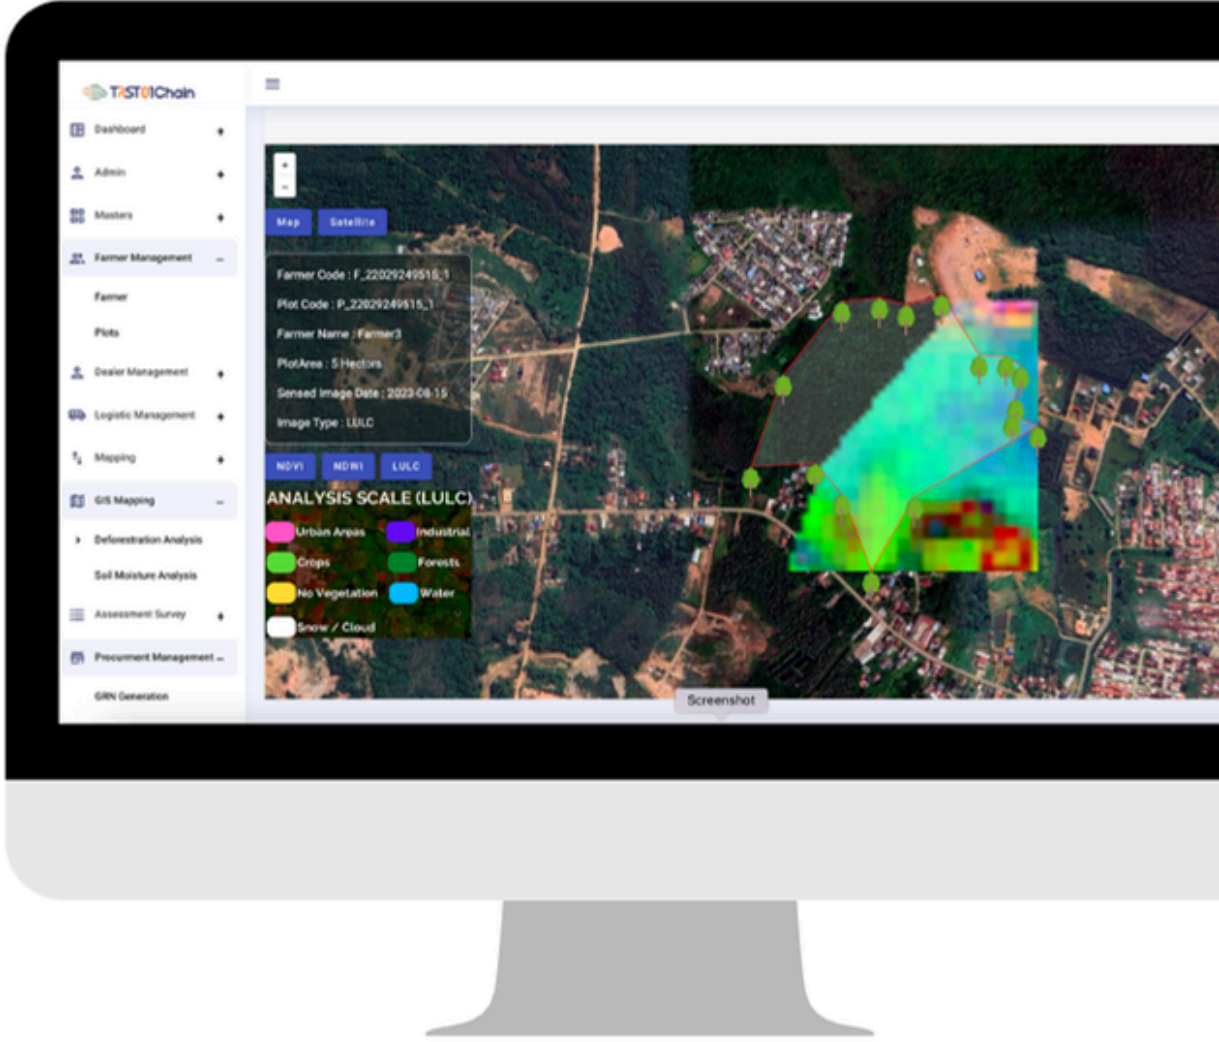 TRST01Chain
Dashboard +
Admin +
Masters +
Farmer Management –
Farmer
Plots
Dealer Management +
Logistic Management +
Mapping +
GIS Mapping –
Deforestration Analysis
Soil Moisture Analysis
Assessment Survey +
Procurment Management –
GRN Generation
+
-
Map Satellite
Farmer Code : F_22029249515_1
Plot Code : P_22029249515_1
Farmer Name : Farmer3
PlotArea : 5 Hectors
Sensed Image Date : 2023-08-15
Image Type : LULC
NDVI NDWI LULC
ANALYSIS SCALE (LULC)
Urban Areas Industrial
Crops Forests
No Vegetation Water
Snow / Cloud
Screenshot